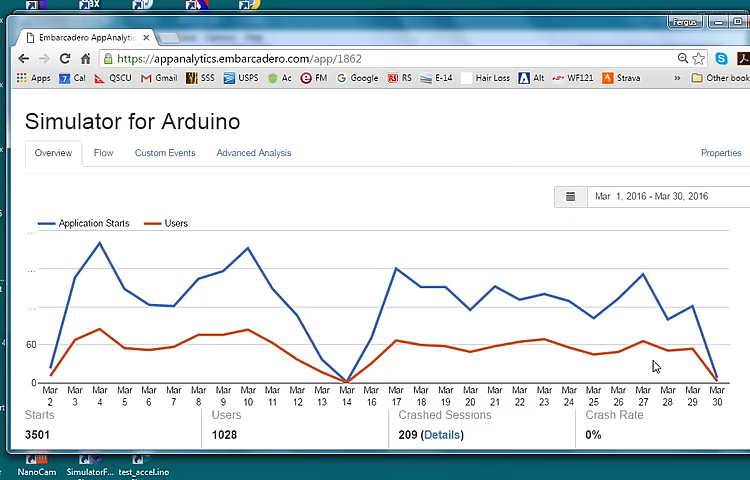 Fergus
Embarcadero AppAnalytic
https://appanalytics.embarcadero.com/app/1862
Apps Cal QSCU Gmail SSS USPS Ac FM Google RS E-14 Hair Loss Alt WF121 Strava » Other book
Simulator for Arduino
Overview Flow Custom Events Advanced Analysis Properties
Mar 1, 2016 - Mar 30, 2016
Application Starts Users
...
...
...
60
0
Mar Mar Mar Mar Mar Mar Mar Mar Mar Mar Mar Mar Mar Mar Mar Mar Mar Mar Mar Mar Mar Mar Mar Mar Mar Mar Mar Mar
2 3 4 5 6 7 8 9 10 11 12 13 14 16 17 18 19 20 21 22 23 24 25 26 27 28 29 30
Starts Users Crashed Sessions Crash Rate
3501 1028 209 (Details) 0%
NanoCam SimulatorF... test_accel.ino